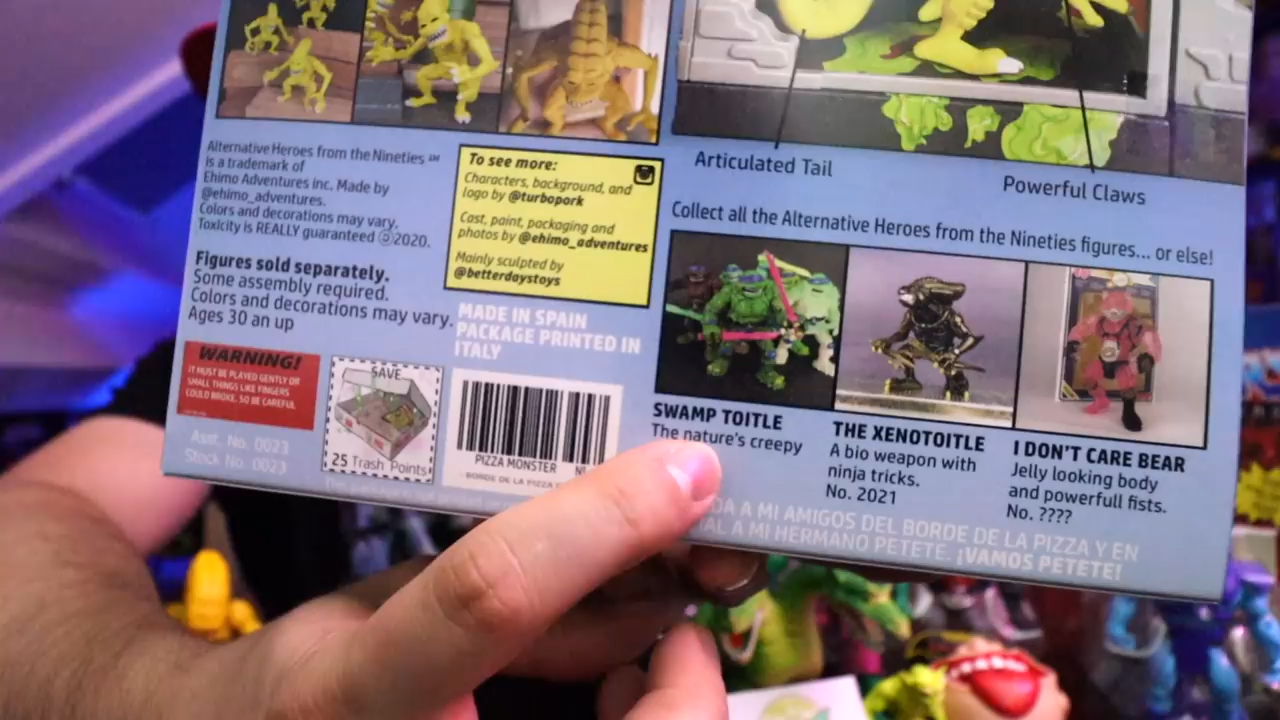 Alternative Heroes from the Nineties ℠
is a trademark of
Ehimo Adventures inc. Made by
@ehimo_adventures.
Colors and decorations may vary.
Toxicity is REALLY guaranteed 2020.
Figures sold separately.
Some assembly required.
Colors and decorations may vary.
Ages 30 an up
WARNING!
IT MUST BE PLAYED GENTLY OR
SMALL THINGS LIKE FINGERS
COULD BROKE. SO BE CAREFUL
Asst. No. 0023
Stock No. 0023
SAVE
25 Trash Points
To see more:
Characters, background, and
logo by @turbopork
Cast, paint, packaging and
photos by @ehimo_adventures
Mainly sculpted by
@betterdaystoys
MADE IN SPAIN
PACKAGE PRINTED IN
ITALY
PIZZA MONSTER
BORDE DE LA PIZZA
Articulated Tail
Powerful Claws
Collect all the Alternative Heroes from the Nineties figures... or else!
SWAMP TOITLE
The nature's creepy
THE XENOTOITLE
A bio weapon with
ninja tricks.
No. 2021
I DON'T CARE BEAR
Jelly looking body
and powerfull fists.
No. ????
A MI AMIGOS DEL BORDE DE LA PIZZA Y EN
A MI HERMANO PETETE. ¡VAMOS PETETE!